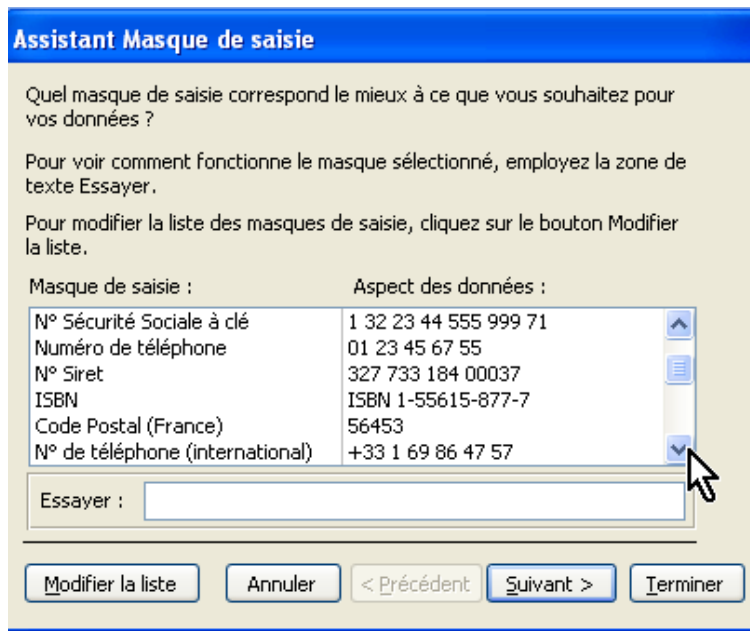 Assistant Masque de saisie
Quel masque de saisie correspond le mieux à ce que vous souhaitez pour
vos données ?
Pour voir comment fonctionne le masque sélectionné, employez la zone de
texte Essayer.
Pour modifier la liste des masques de saisie, cliquez sur le bouton Modifier
la liste.
Masque de saisie : Aspect des données :
N° Sécurité Sociale à clé 1 32 23 44 555 999 71
Numéro de téléphone 01 23 45 67 55
N° Siret 327 733 184 00037
ISBN ISBN 1-55615-877-7
Code Postal (France) 56453
N° de téléphone (international) +33 1 69 86 47 57
Essayer :
Modifier la liste Annuler < Précédent Suivant > Terminer